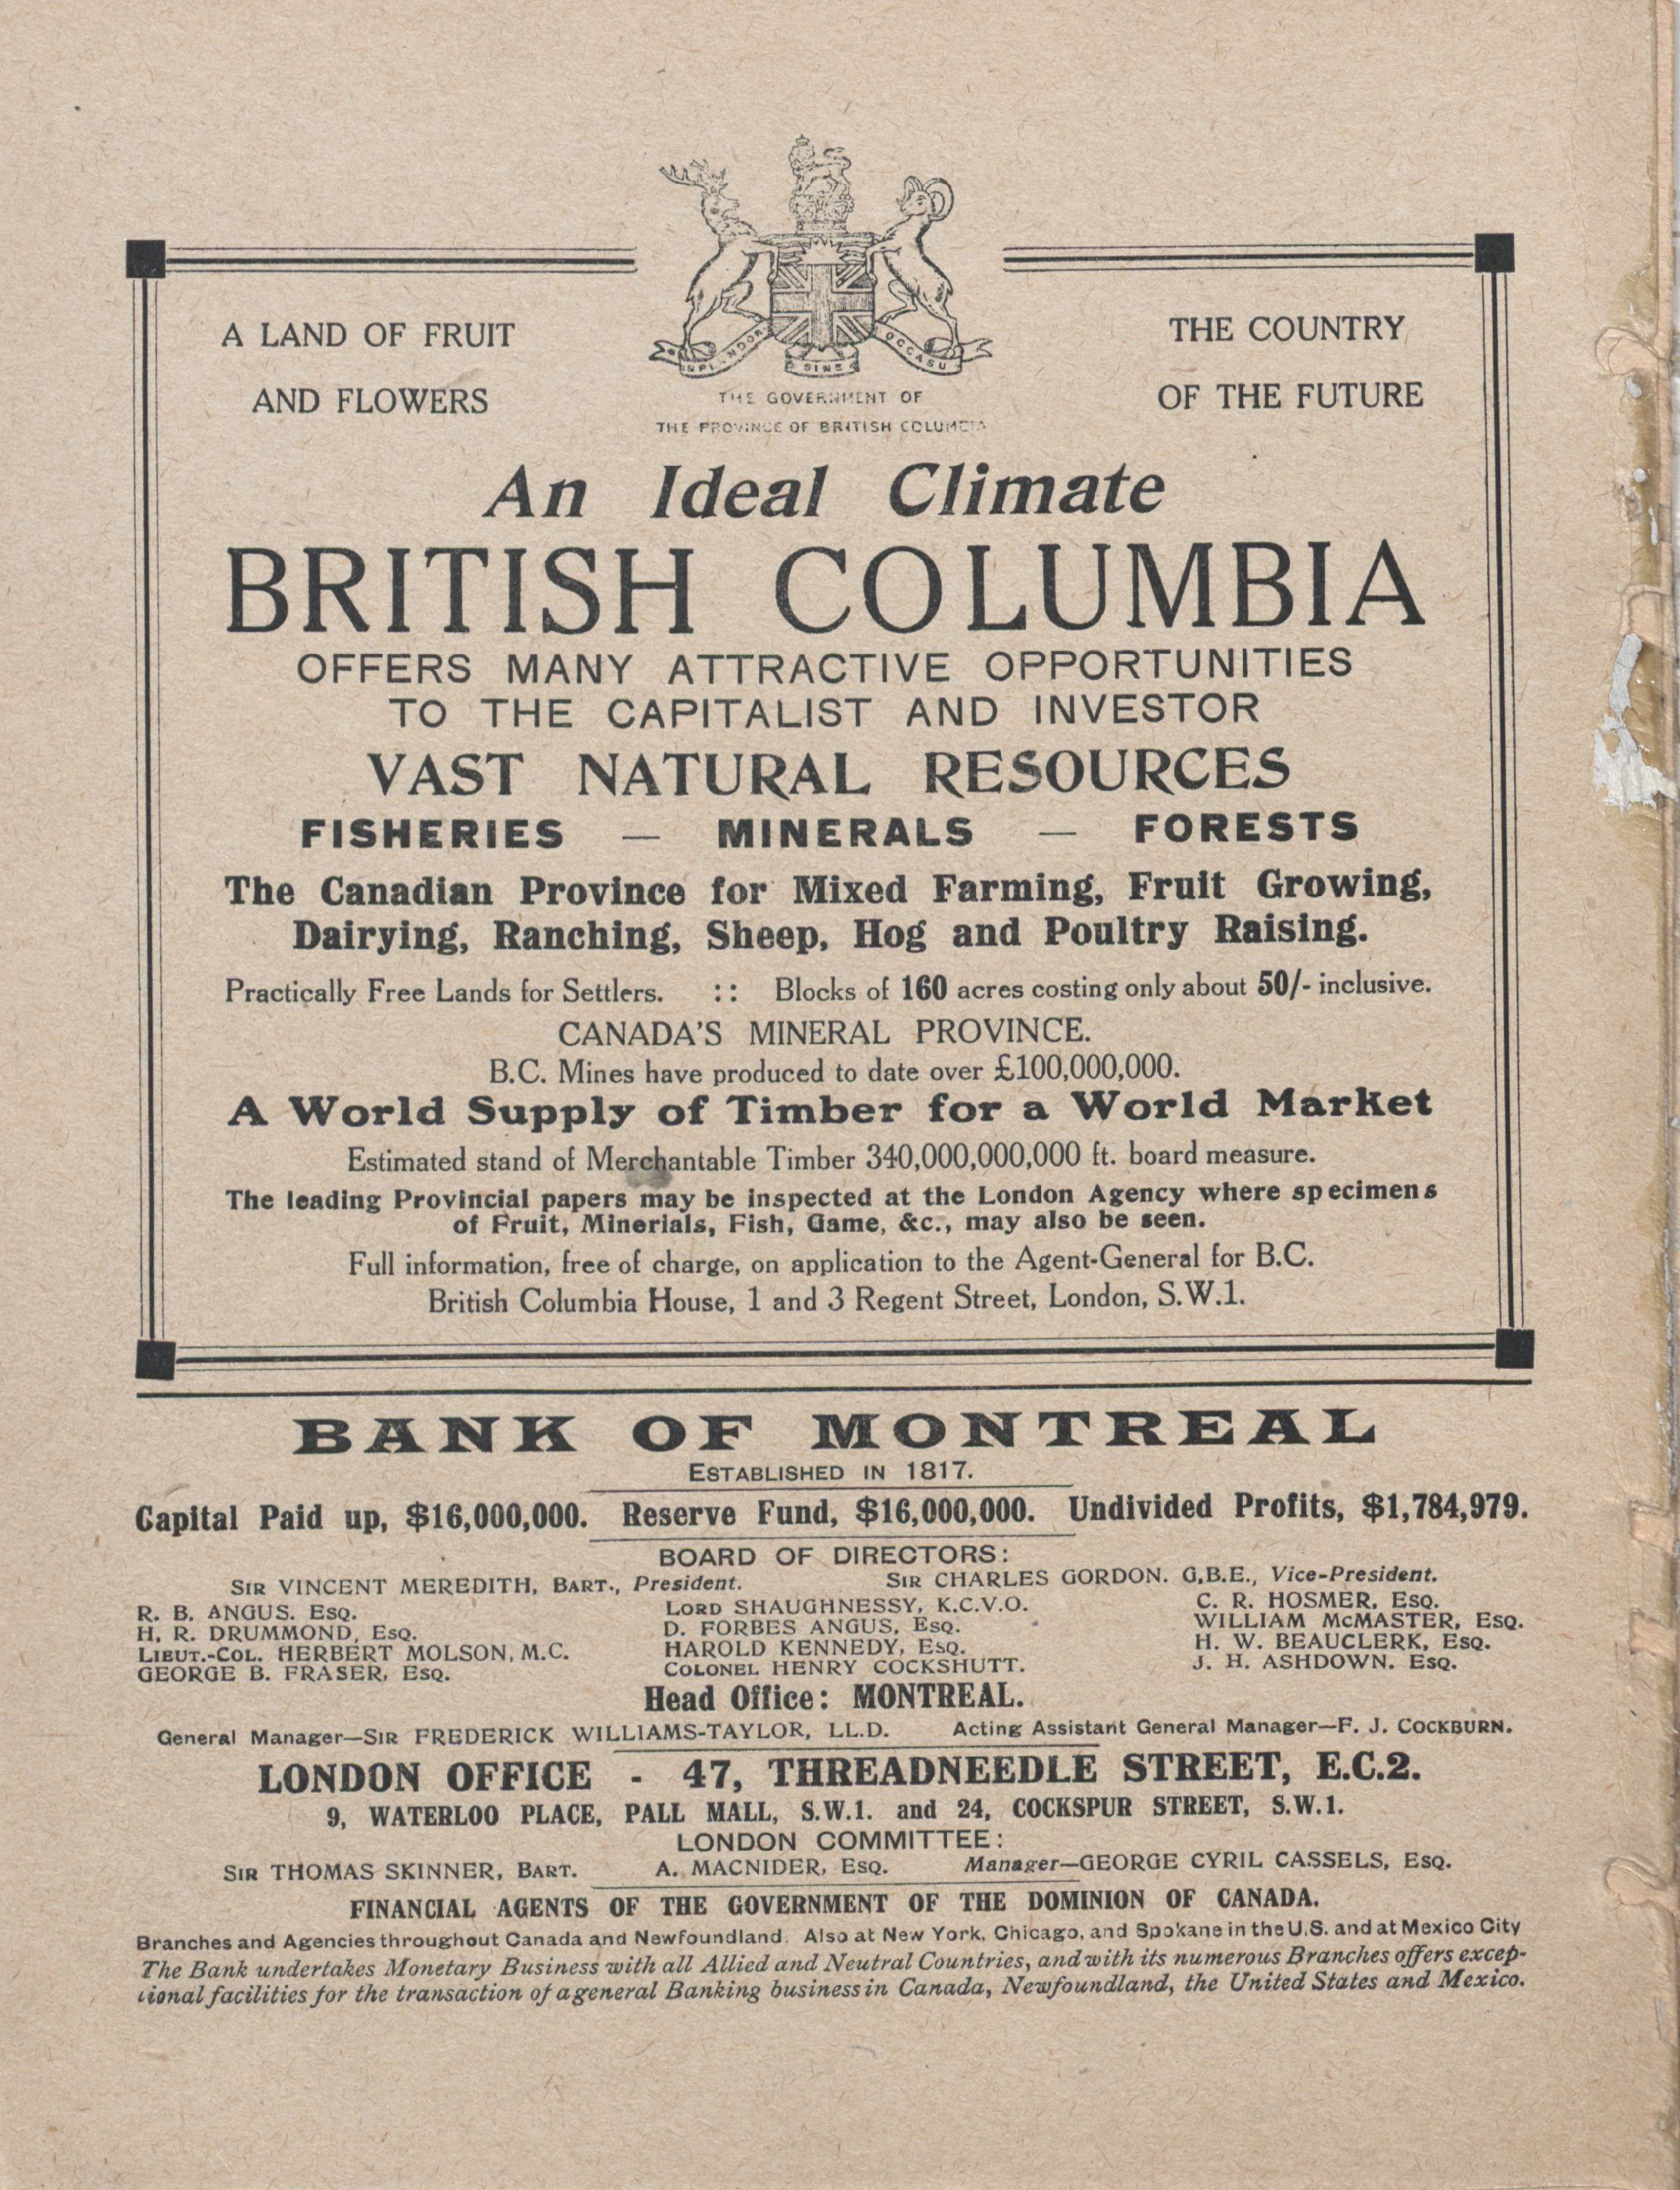 A LAND OF FRUIT
AND FLOWERS
THE COUNTRY
OF THE FUTURE
SPLENDOR SINE OCCASU
THE GOVERNMENT OF
THE PROVINCE OF BRITISH COLUMBIA
An Ideal Climate
BRITISH COLUMBIA
OFFERS MANY ATTRACTIVE OPPORTUNITIES
TO THE CAPITALIST AND INVESTOR
VAST NATURAL RESOURCES
FISHERIES — MINERALS — FORESTS
The Canadian Province for Mixed Farming, Fruit Growing,
Dairying, Ranching, Sheep, Hog and Poultry Raising.
Practically Free Lands for Settlers. :: Blocks of 160 acres costing only about 50/- inclusive.
CANADA'S MINERAL PROVINCE.
B.C. Mines have produced to date over £100,000,000.
A World Supply of Timber for a World Market
Estimated stand of Merchantable Timber 340,000,000,000 ft. board measure.
The leading Provincial papers may be inspected at the London Agency where specimens
of Fruit, Minerials, Fish, Game, &c., may also be seen.
Full information, free of charge, on application to the Agent-General for B.C.
British Columbia House, 1 and 3 Regent Street, London, S.W.1.
BANK OF MONTREAL
ESTABLISHED IN 1817.
Capital Paid up, $16,000,000. Reserve Fund, $16,000,000. Undivided Profits, $1,784,979.
BOARD OF DIRECTORS:
SIR VINCENT MEREDITH, BART., President. SIR CHARLES GORDON. G.B.E., Vice-President.
R. B. ANGUS. ESQ. LORD SHAUGHNESSY, K.C.V.O. C. R. HOSMER, ESQ.
H. R. DRUMMOND, ESQ. D. FORBES ANGUS, ESQ. WILLIAM McMASTER, ESQ.
LIEUT.-COL. HERBERT MOLSON, M.C. HAROLD KENNEDY, ESQ. H. W. BEAUCLERK, ESQ.
GEORGE B. FRASER, ESQ. COLONEL HENRY COCKSHUTT. J. H. ASHDOWN. ESQ.
Head Office: MONTREAL.
General Manager—SIR FREDERICK WILLIAMS-TAYLOR, LL.D. Acting Assistant General Manager—F. J. COCKBURN.
LONDON OFFICE - 47, THREADNEEDLE STREET, E.C.2.
9, WATERLOO PLACE, PALL MALL, S.W.1. and 24, COCKSPUR STREET, S.W.1.
LONDON COMMITTEE:
SIR THOMAS SKINNER, BART. A. MACNIDER, ESQ. Manager—GEORGE CYRIL CASSELS, ESQ.
FINANCIAL AGENTS OF THE GOVERNMENT OF THE DOMINION OF CANADA.
Branches and Agencies throughout Canada and Newfoundland. Also at New York, Chicago, and Spokane in the U.S. and at Mexico City
The Bank undertakes Monetary Business with all Allied and Neutral Countries, and with its numerous Branches offers excep-
tional facilities for the transaction of a general Banking business in Canada, Newfoundland, the United States and Mexico.